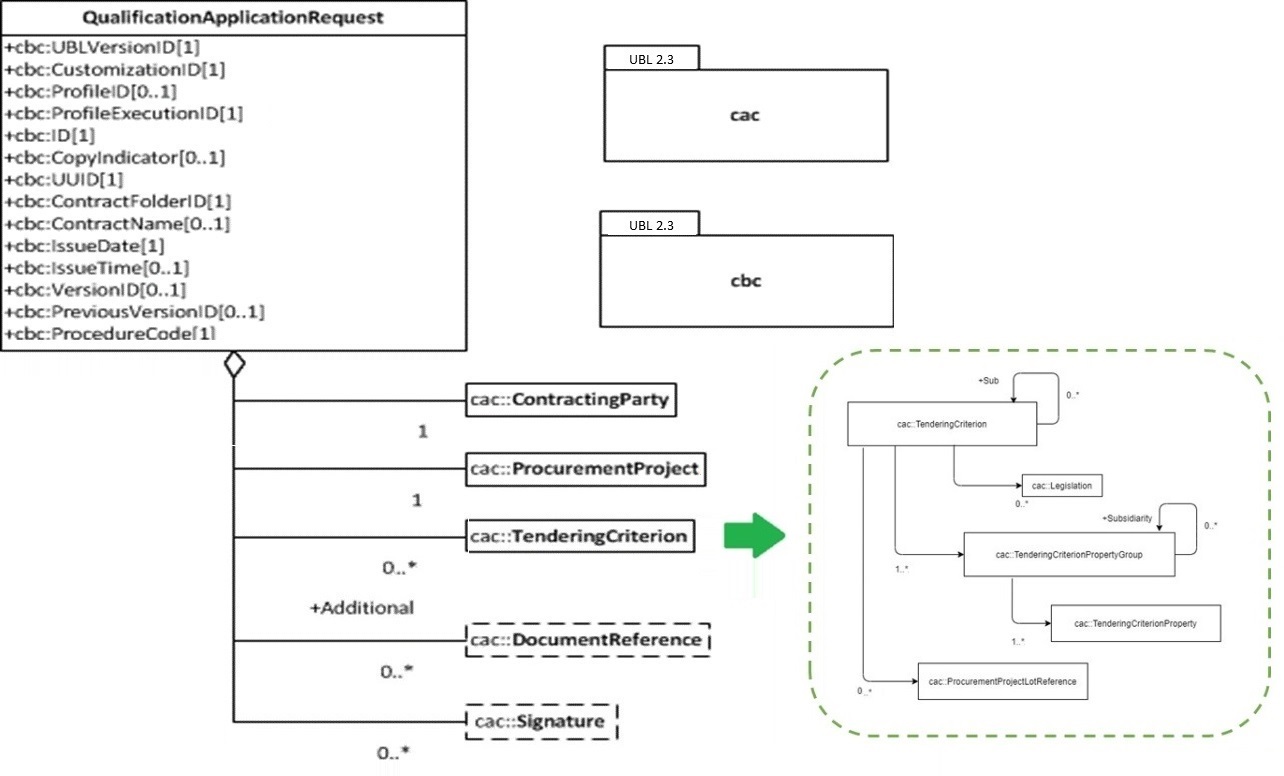 QualificationApplicationRequest
+cbc:UBLVersionID[1]
+cbc:CustomizationID[1]
+cbc:ProfileID[0..1]
+cbc:ProfileExecutionID[1]
+cbc:ID[1]
+cbc:CopyIndicator[0..1]
+cbc:UUID[1]
+cbc:ContractFolderID[1]
+cbc:ContractName[0..1]
+cbc:IssueDate[1]
+cbc:IssueTime[0..1]
+cbc:VersionID[0..1]
+cbc:PreviousVersionID[0..1]
+cbc:ProcedureCode[1]
UBL 2.3
cac
UBL 2.3
cbc
cac::ContractingParty
1
cac::ProcurementProject
1
cac::TenderingCriterion
0..*
+Additional
cac::DocumentReference
0..*
cac::Signature
0..*
+Sub
0..*
cac::TenderingCriterion
cac::Legislation
0..*
+Subsidiarity
0..*
cac::TenderingCriterionPropertyGroup
1..*
cac::TenderingCriterionProperty
1..*
cac::ProcurementProjectLotReference
0..*